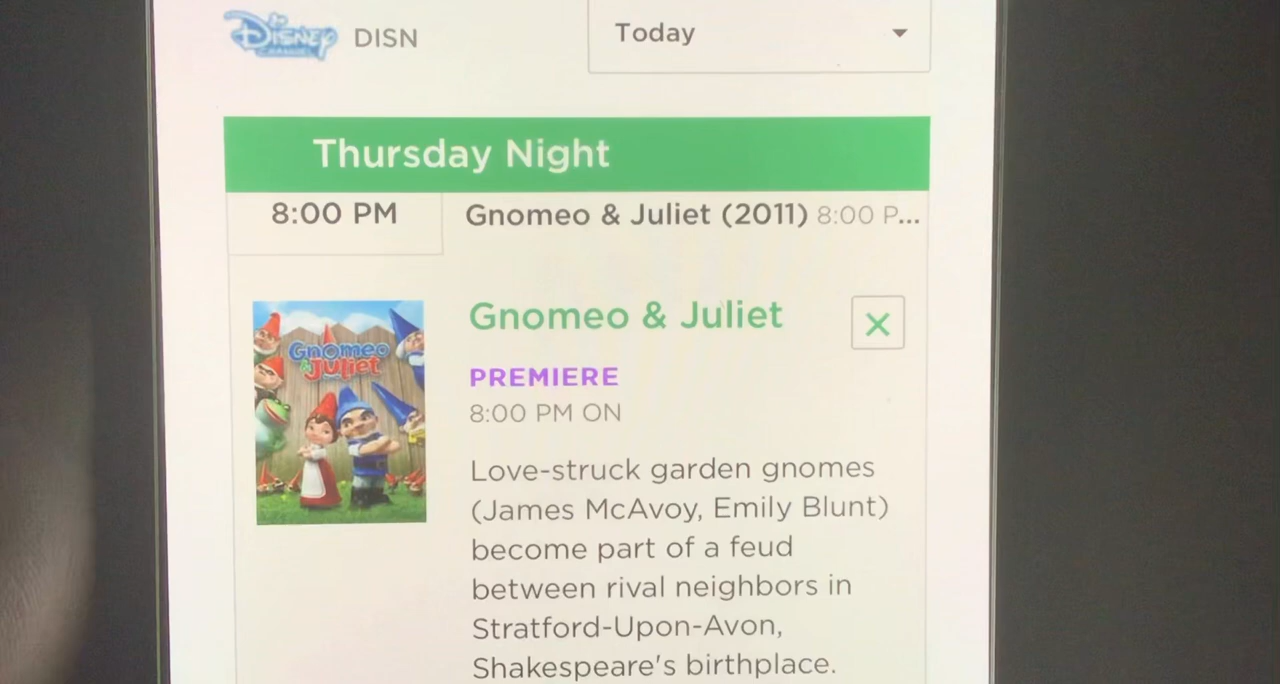 Disney
CHANNEL
DISN
Today
Thursday Night
8:00 PM
Gnomeo & Juliet (2011) 8:00 P...
Gnomeo
& Juliet
Gnomeo & Juliet
PREMIERE
8:00 PM ON
Love-struck garden gnomes
(James McAvoy, Emily Blunt)
become part of a feud
between rival neighbors in
Stratford-Upon-Avon,
Shakespeare's birthplace.